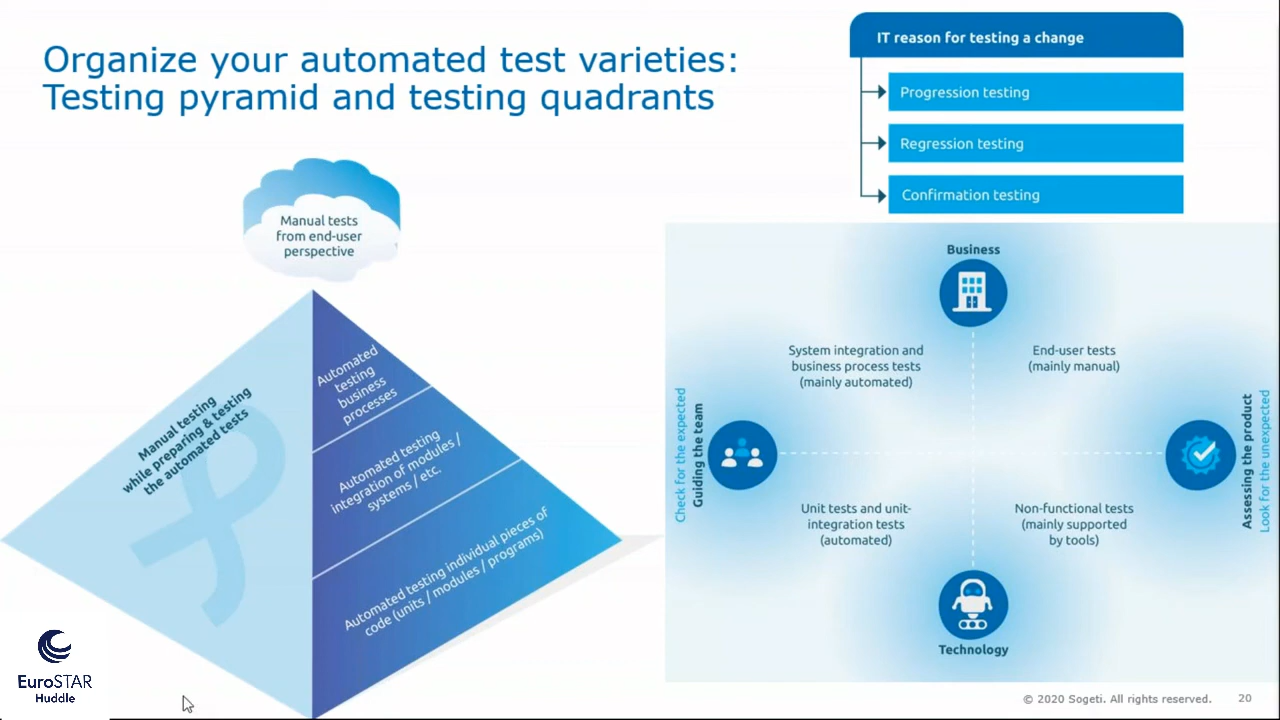 Organize your automated test varieties:
Testing pyramid and testing quadrants
IT reason for testing a change
Progression testing
Regression testing
Confirmation testing
Manual tests
from end-user
perspective
Manual testing
while preparing & testing
the automated tests
Automated
testing
business
processes
Automated testing
integration of modules /
systems / etc.
Automated testing individual pieces of
code (units / modules / programs)
Business
System integration and
business process tests
(mainly automated)
End-user tests
(mainly manual)
Check for the expected
Guiding the team
Assessing the product
Look for the unexpected
Unit tests and unit-
integration tests
(automated)
Non-functional tests
(mainly supported
by tools)
Technology
EuroSTAR
Huddle
© 2020 Sogeti. All rights reserved.
20